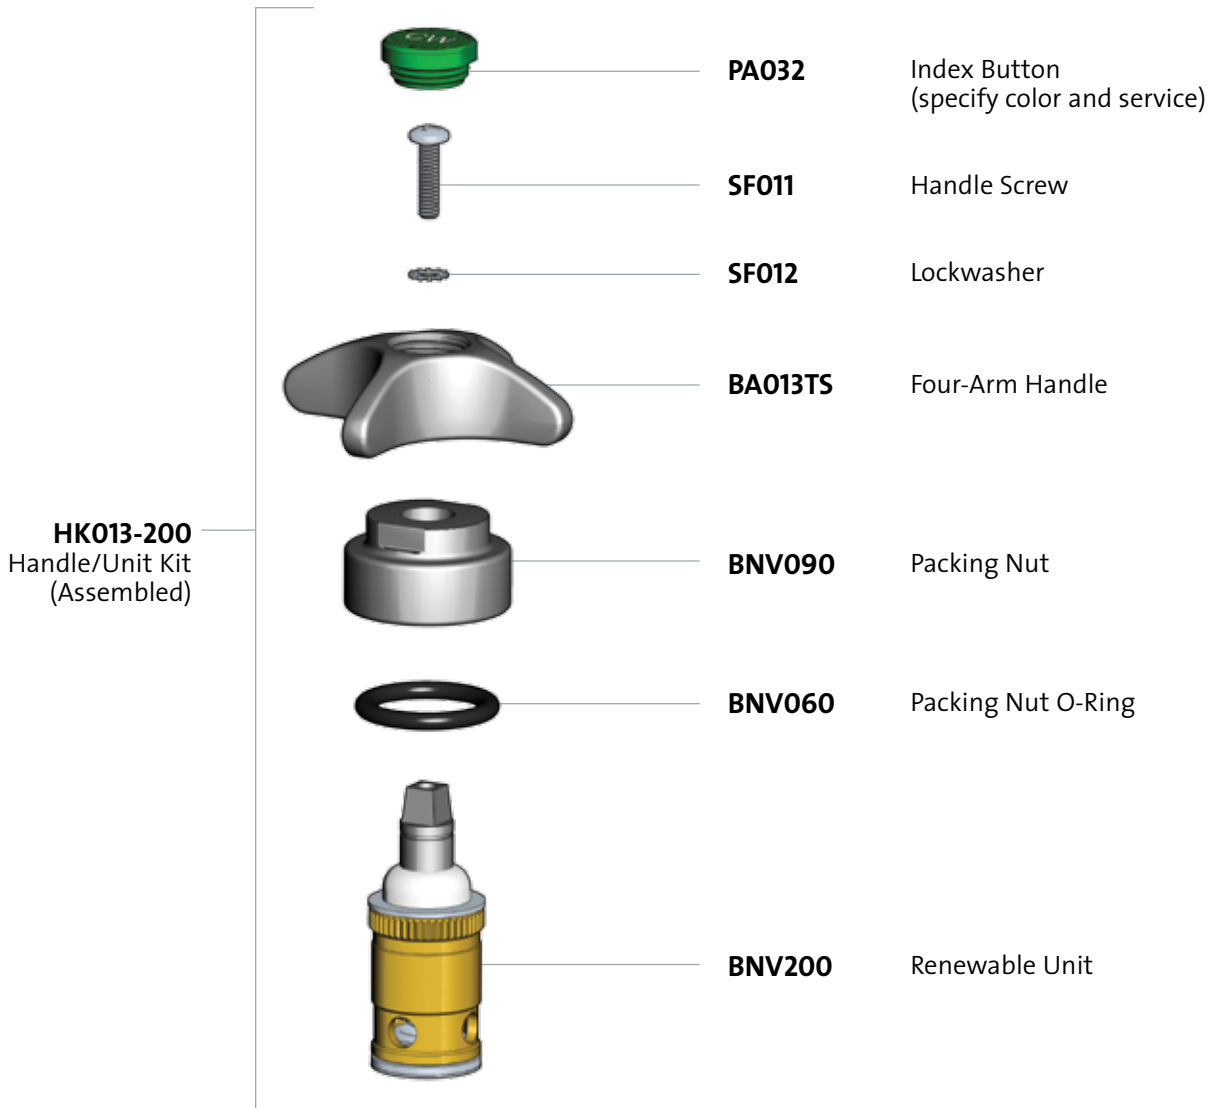 CW
PA032 Index Button
(specify color and service)
SF011 Handle Screw
SF012 Lockwasher
BA013TS Four-Arm Handle
HK013-200
Handle/Unit Kit
(Assembled)
BNV090 Packing Nut
BNV060 Packing Nut O-Ring
BNV200 Renewable Unit